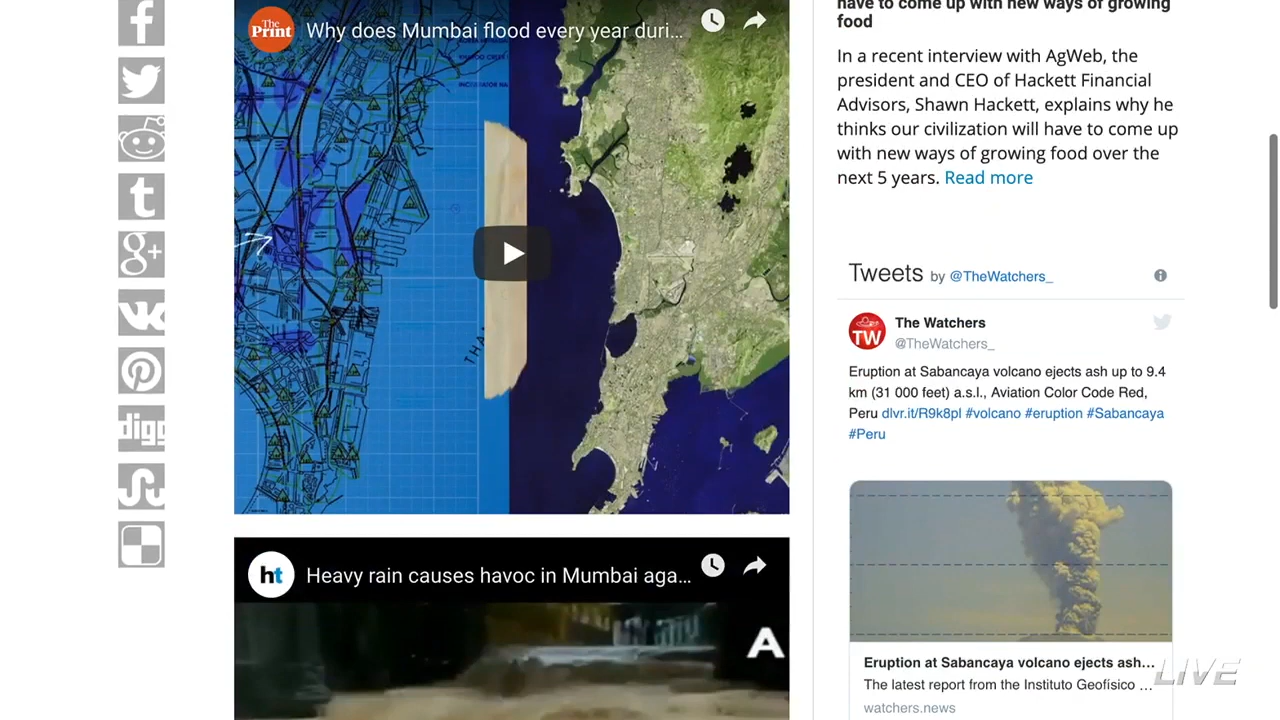 The
Print
Why does Mumbai flood every year duri...
INCINERATOR
THA
ht
Heavy rain causes havoc in Mumbai aga...
A
digg
have to come up with new ways of growing
food
In a recent interview with AgWeb, the
president and CEO of Hackett Financial
Advisors, Shawn Hackett, explains why he
thinks our civilization will have to come up
with new ways of growing food over the
next 5 years. Read more
Tweets by @TheWatchers_
TW
The Watchers
@TheWatchers_
Eruption at Sabancaya volcano ejects ash up to 9.4
km (31 000 feet) a.s.l., Aviation Color Code Red,
Peru dlvr.it/R9k8pl #volcano #eruption #Sabancaya
#Peru
Eruption at Sabancaya volcano ejects ash...
The latest report from the Instituto Geofísico ...
watchers.news
LIVE